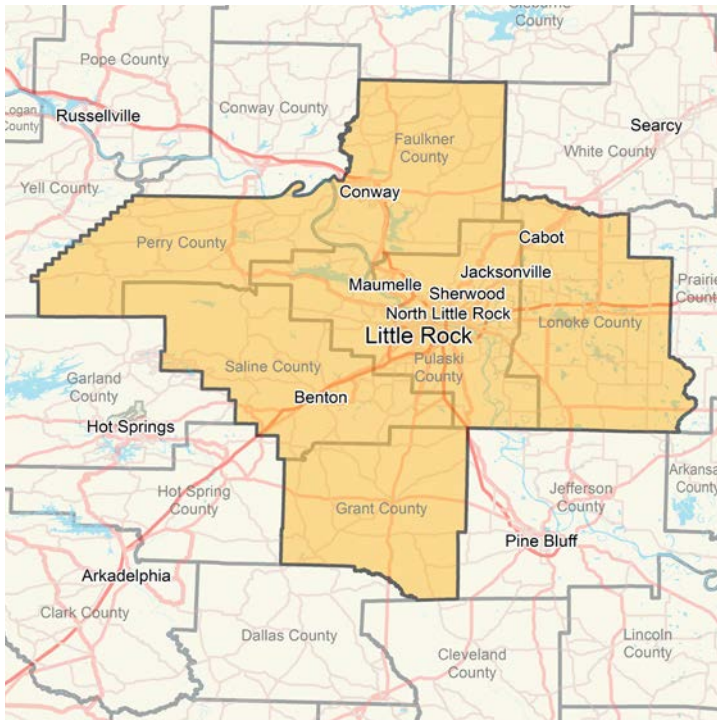 Cleburne
County
Pope County
Logan
County
Russellville
Conway County
Faulkner
County
Searcy
White County
Yell County
Conway
Perry County
Cabot
Maumelle
Jacksonville
Sherwood
North Little Rock
Little Rock
Prairie
County
Lonoke County
Pulaski
County
Saline County
Garland
County
Benton
Hot Springs
Hot Spring
County
Grant County
Jefferson
County
Arkansas
County
Pine Bluff
Arkadelphia
Clark County
Dallas County
Cleveland
County
Lincoln
County